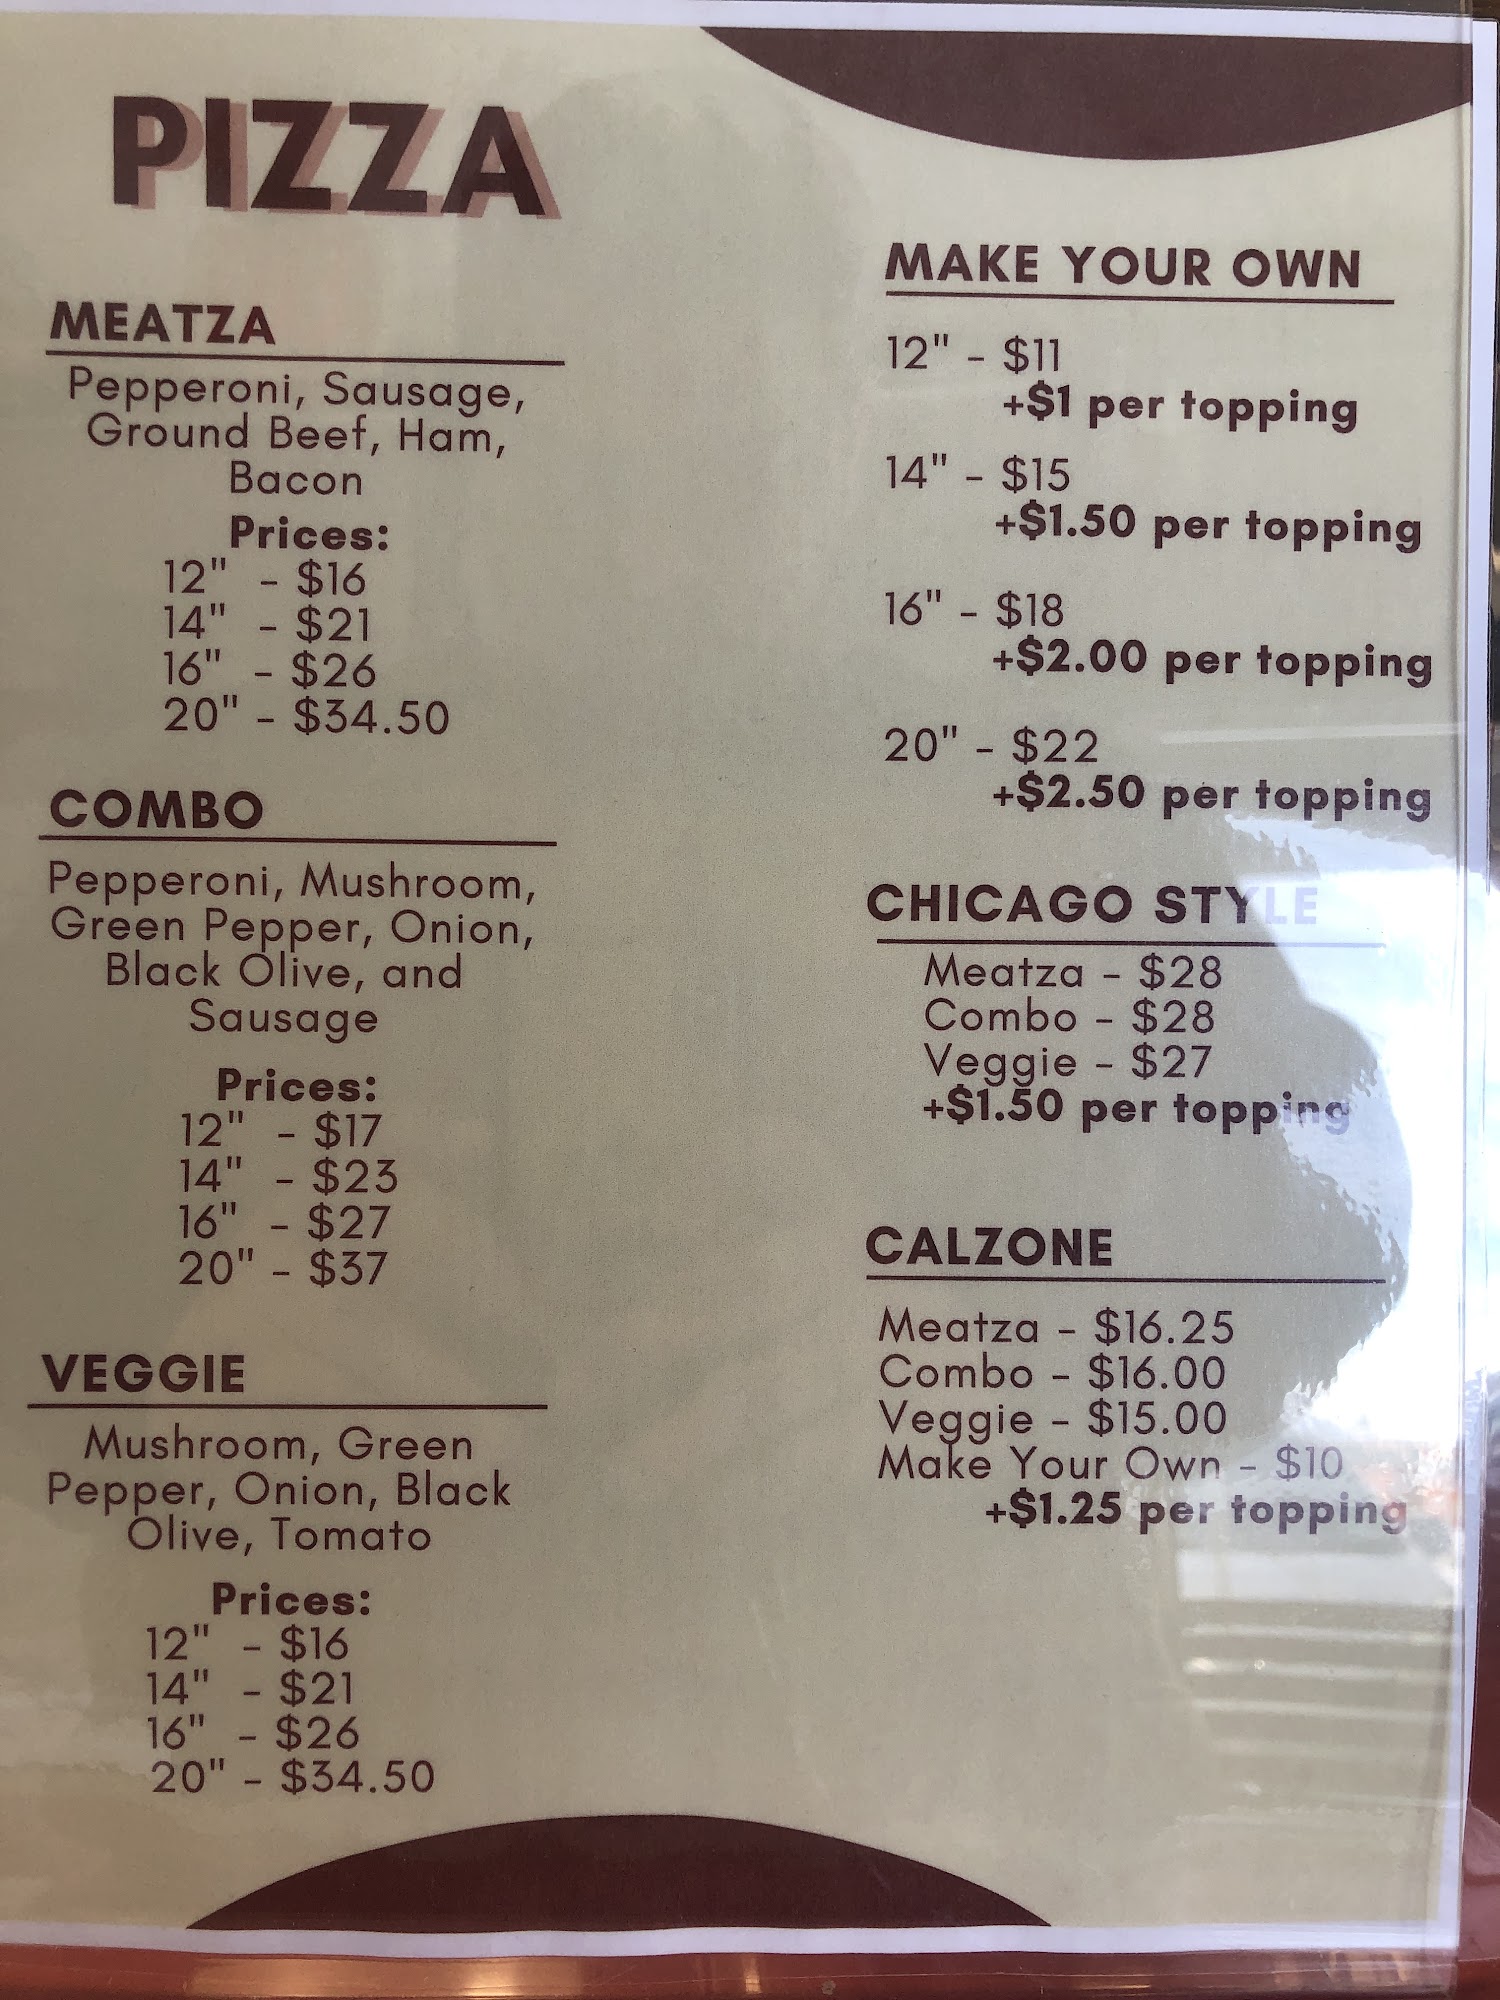 PIZZA
MEATZA
Pepperoni, Sausage,
Ground Beef, Ham,
Bacon
Prices:
12" - $16
14" - $21
16" - $26
20" - $34.50
COMBO
Pepperoni, Mushroom,
Green Pepper, Onion,
Black Olive, and
Sausage
Prices:
12" - $17
14" - $23
16" - $27
20" - $37
VEGGIE
Mushroom, Green
Pepper, Onion, Black
Olive, Tomato
Prices:
12" - $16
14" - $21
16" - $26
20" - $34.50
MAKE YOUR OWN
12" - $11
+$1 per topping
14" - $15
+$1.50 per topping
16" - $18
+$2.00 per topping
20" - $22
+$2.50 per topping
CHICAGO STYLE
Meatza - $28
Combo - $28
Veggie - $27
+$1.50 per topping
CALZONE
Meatza - $16.25
Combo - $16.00
Veggie - $15.00
Make Your Own - $10
+$1.25 per topping